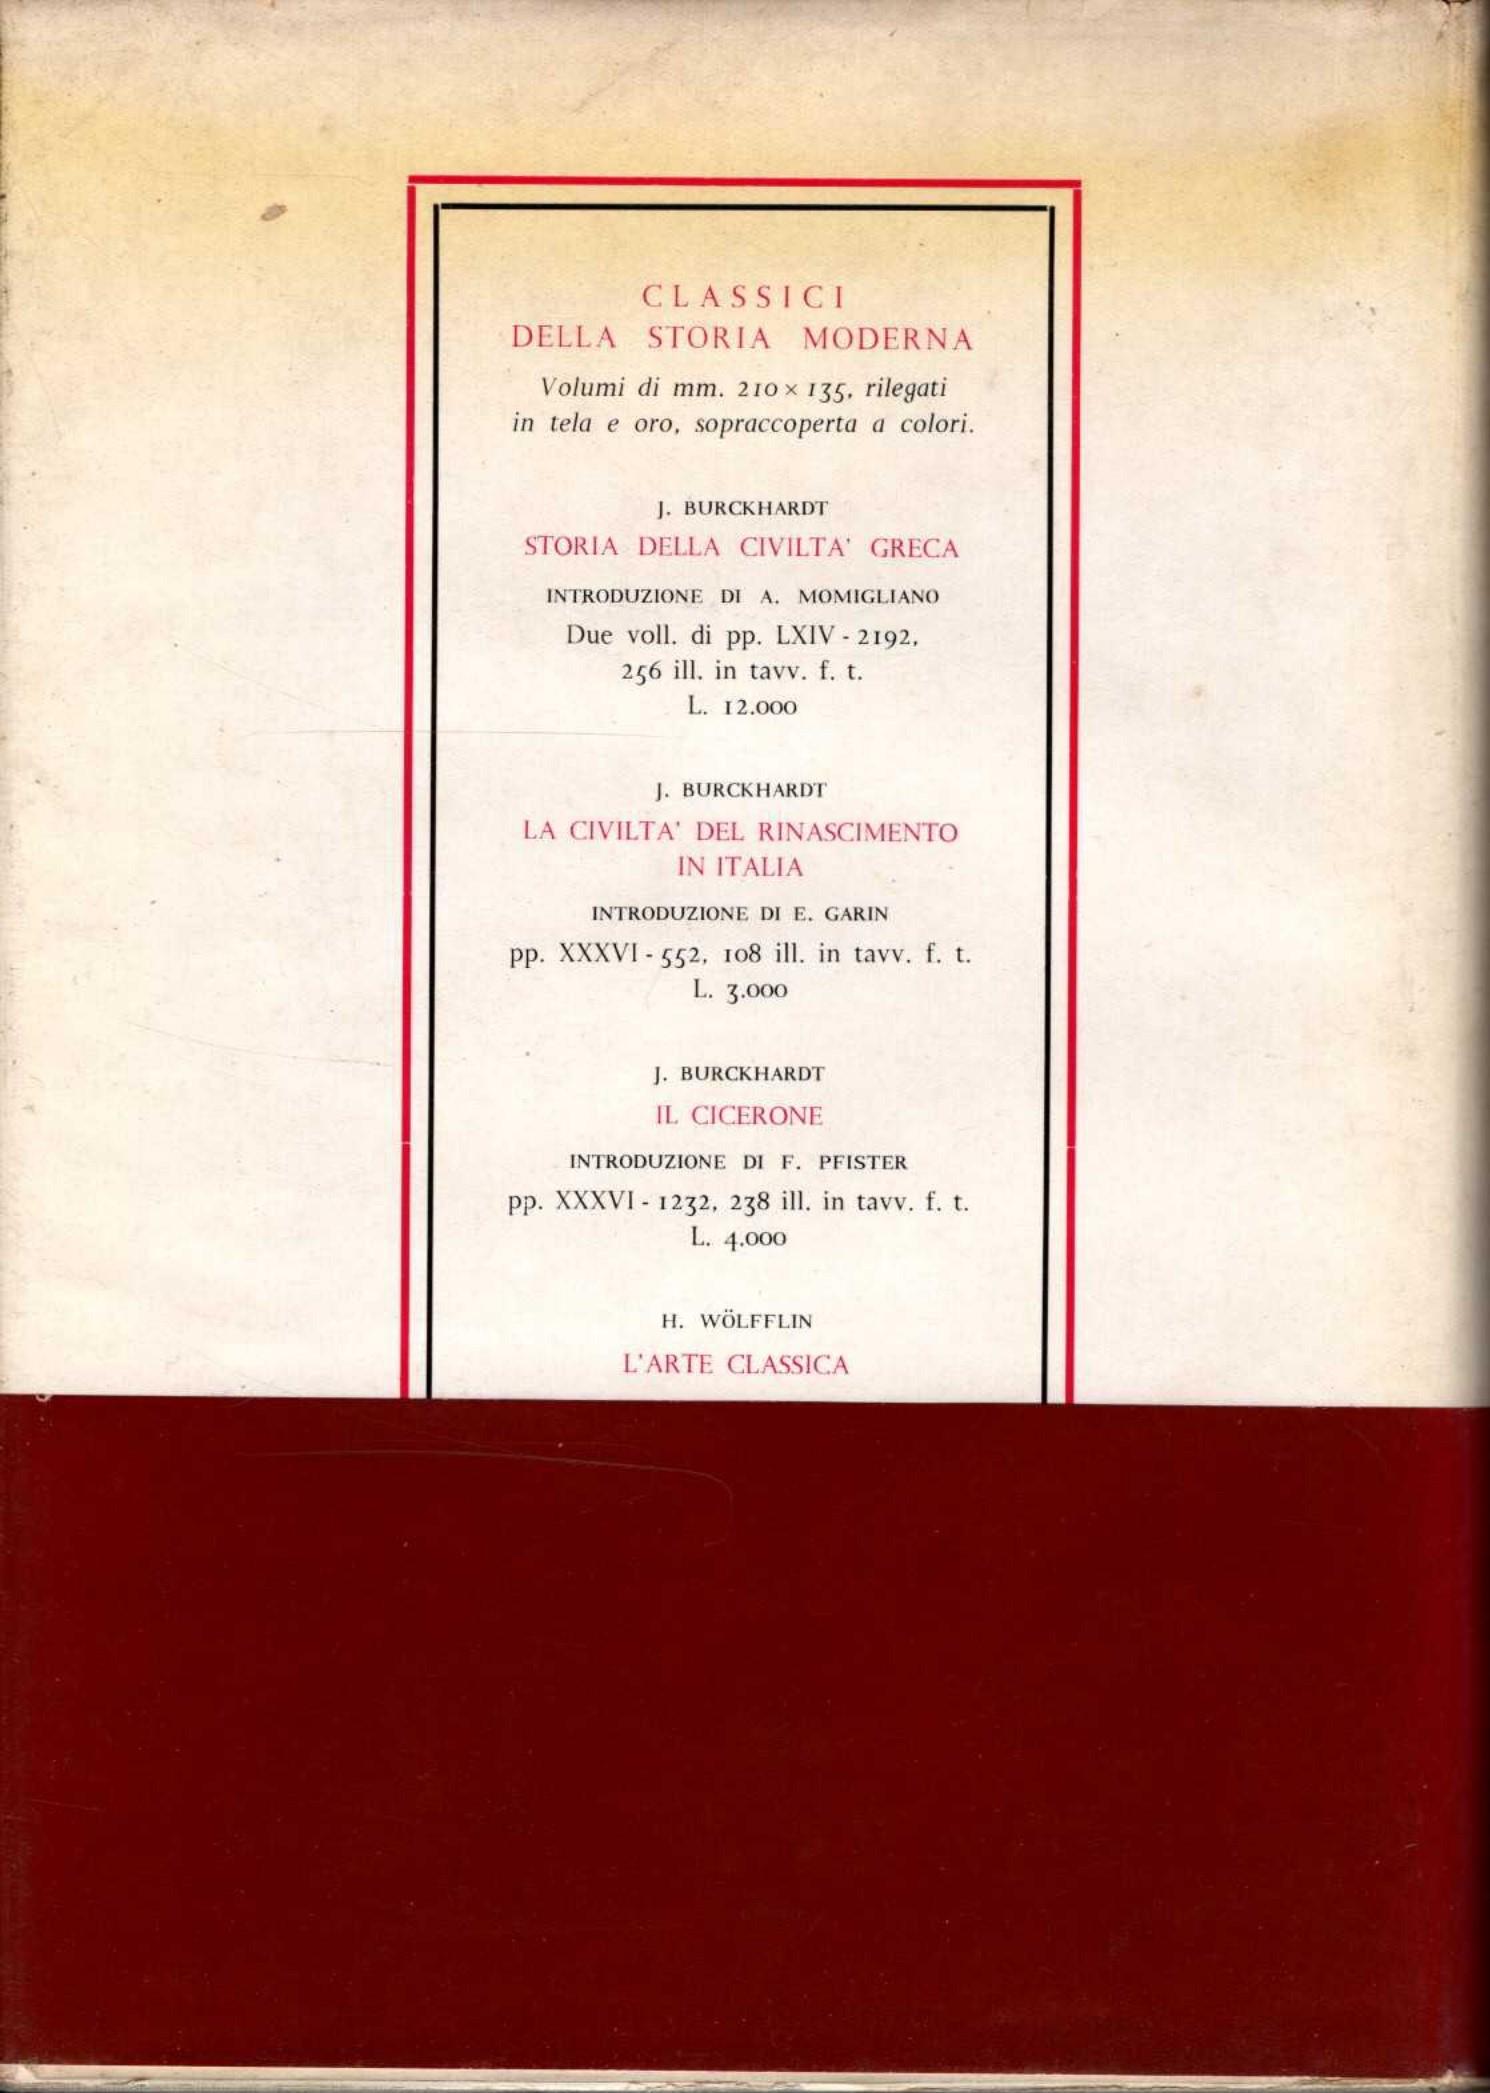 CLASSICI
DELLA STORIA MODERNA
Volumi di mm. 210 × 135, rilegati
in tela e oro, sopraccoperta a colori.
J. BURCKHARDT
STORIA DELLA CIVILTA' GRECA
INTRODUZIONE DI A. MOMIGLIANO
Due voll. di pp. LXIV - 2192,
256 ill. in tavv. f. t.
L. 12.000
J. BURCKHARDT
LA CIVILTA' DEL RINASCIMENTO
IN ITALIA
INTRODUZIONE DI E. GARIN
pp. XXXVI - 552, 108 ill. in tavv. f. t.
L. 3.000
J. BURCKHARDT
IL CICERONE
INTRODUZIONE DI F. PFISTER
pp. XXXVI - 1232, 238 ill. in tavv. f. t.
L. 4.000
H. WÖLFFLIN
L'ARTE CLASSICA